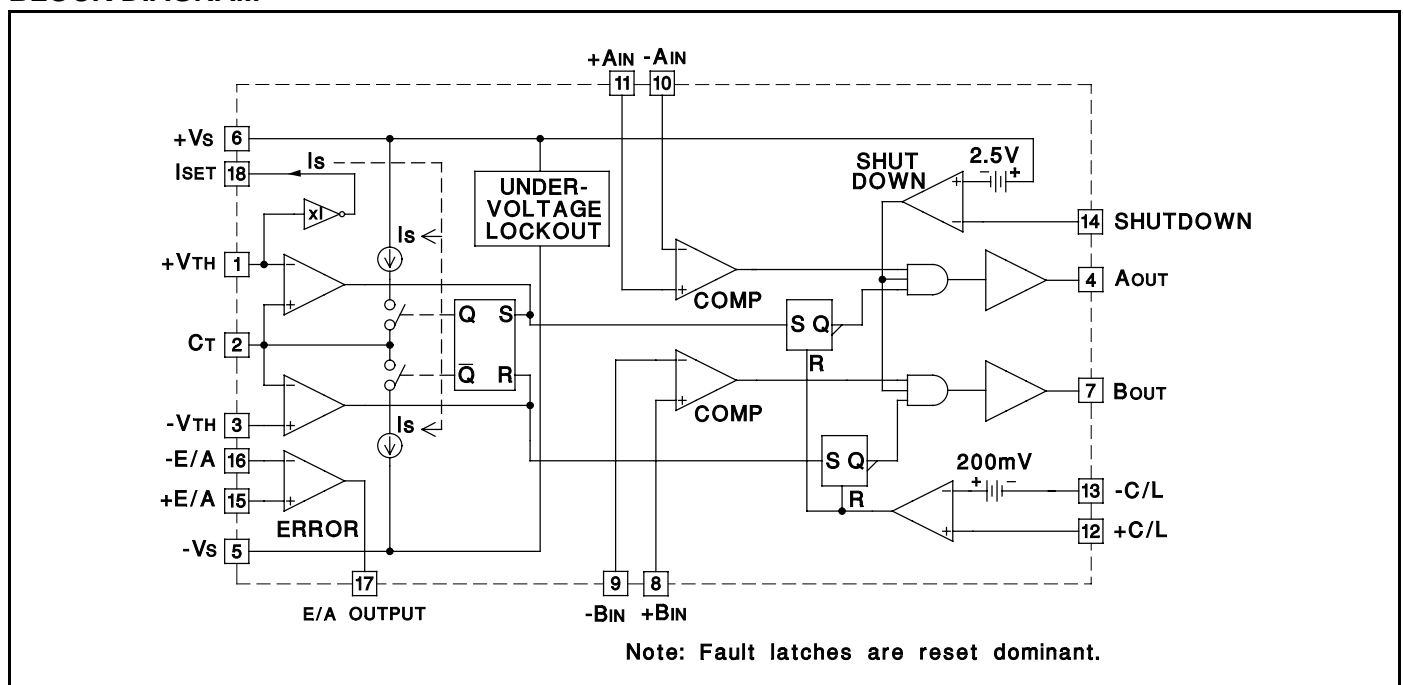 +AIN -AIN
11 10
+VS 6
ISET 18
IS
xI
UNDER-
VOLTAGE
LOCKOUT
SHUT
DOWN
2.5V
- +
+
-
14 SHUTDOWN
+VTH 1
-
+
IS
-
+
COMP
4 AOUT
CT 2
Q S
Q̅ R
S Q
R
-
+
COMP
7 BOUT
-VTH 3
-
+
IS
-E/A 16
+E/A 15
-
+
ERROR
S Q
R
200mV
+ -
-
+
13 -C/L
12 +C/L
-VS 5
17
E/A OUTPUT
9 8
-BIN +BIN
Note: Fault latches are reset dominant.